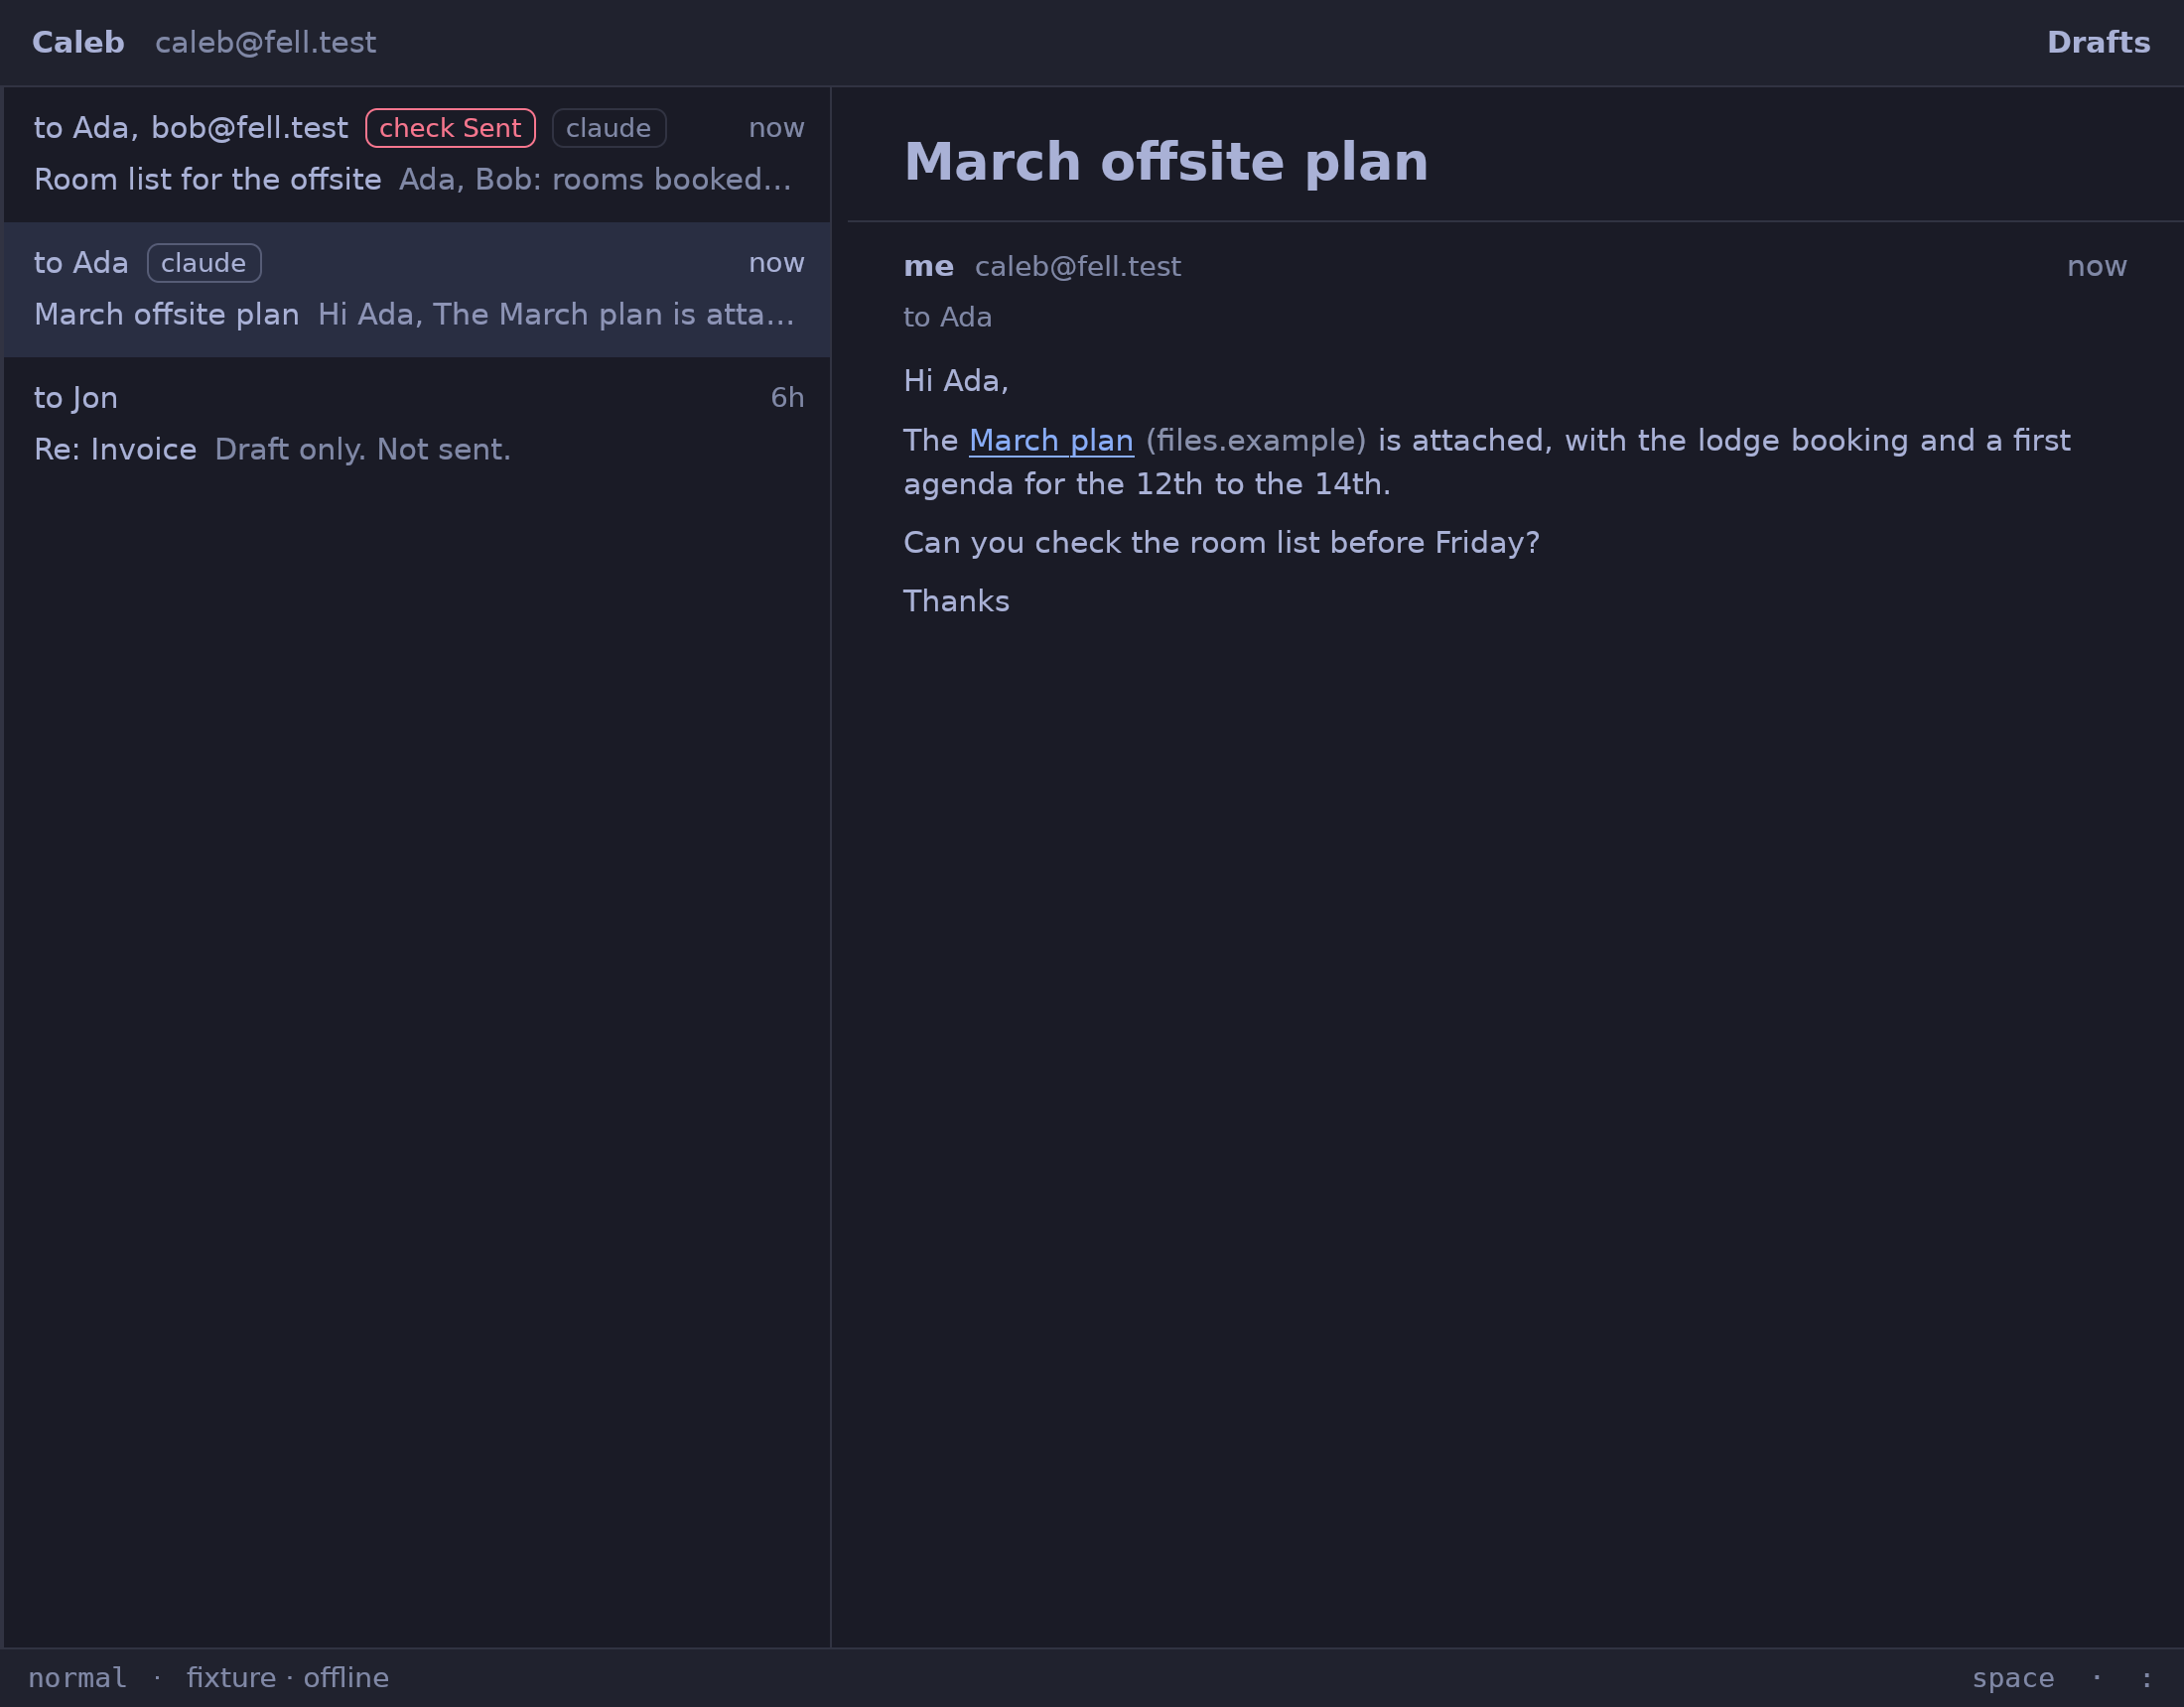 Caleb caleb@fell.test Drafts
to Ada, bob@fell.test check Sent claude now
Room list for the offsite Ada, Bob: rooms booked…
to Ada claude now
March offsite plan Hi Ada, The March plan is atta…
to Jon 6h
Re: Invoice Draft only. Not sent.
March offsite plan
me caleb@fell.test now
to Ada
Hi Ada,
The March plan (files.example) is attached, with the lodge booking and a first
agenda for the 12th to the 14th.
Can you check the room list before Friday?
Thanks
normal · fixture · offline space · :